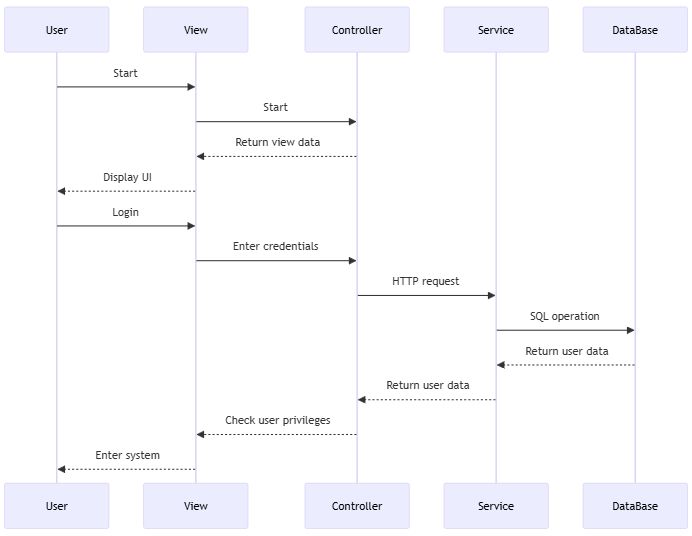 User
View
Controller
Service
DataBase
Start
Start
Return view data
Display UI
Login
Enter credentials
HTTP request
SQL operation
Return user data
Return user data
Check user privileges
Enter system
User
View
Controller
Service
DataBase